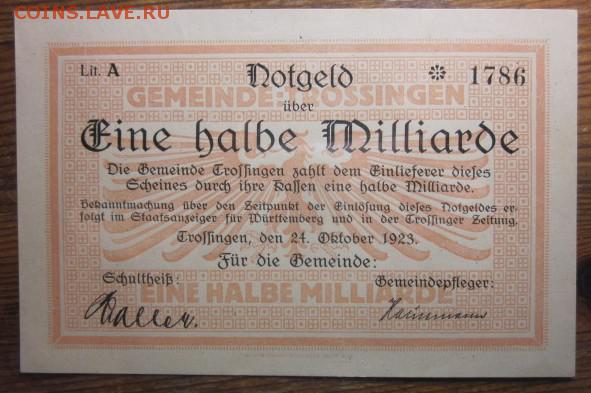 COINS.LAVE.RU
Lit. A Notgeld * 1786
GEMEINDE TROSSINGEN
über
Eine halbe Milliarde
Die Gemeinde Trossingen zahlt dem Einlieferer dieses
Scheines durch ihre Kassen eine halbe Milliarde.
Bekanntmachung über den Zeitpunkt der Einlösung dieses Notgeldes er-
folgt im Staatsanzeiger für Württemberg und in der Trossinger Zeitung.
Trossingen, den 24. Oktober 1923.
Für die Gemeinde:
Schultheiß: Gemeindepfleger:
EINE HALBE MILLIARDE